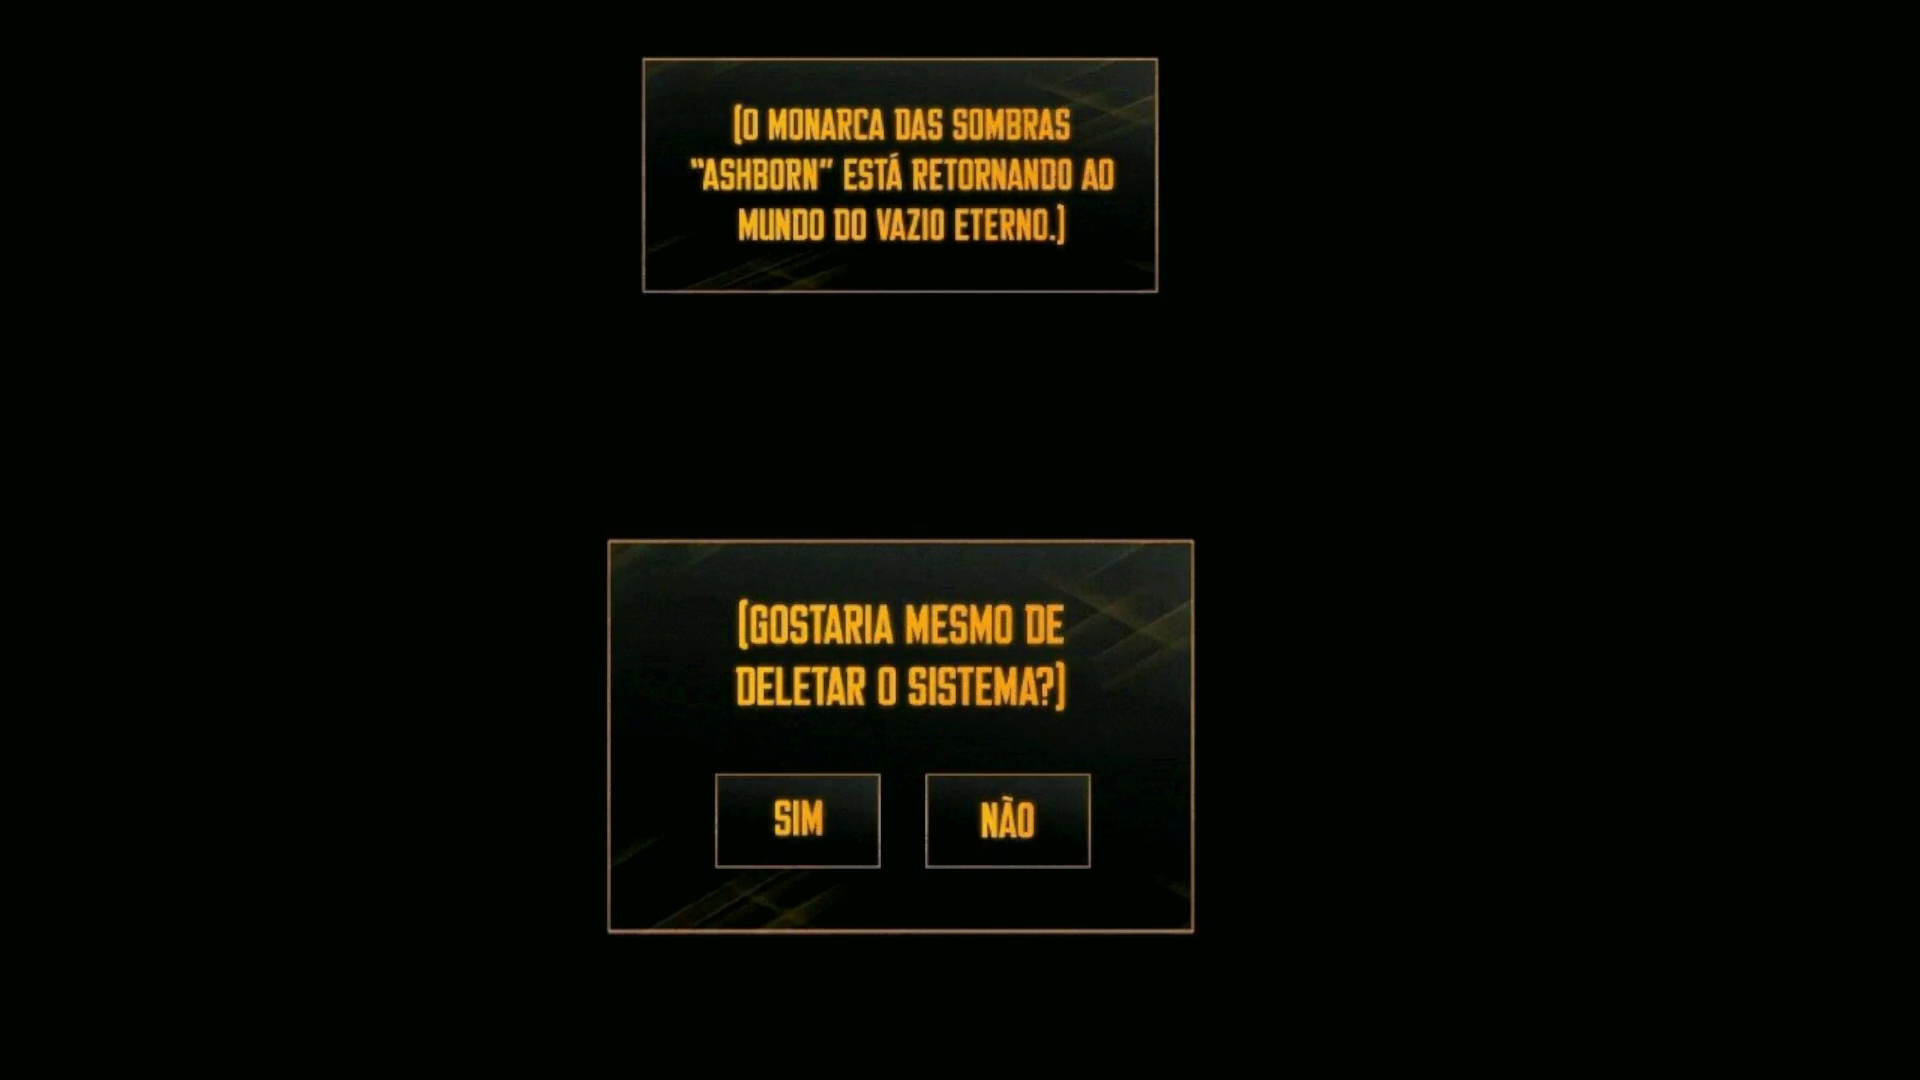 [O MONARCA DAS SOMBRAS
“ASHBORN” ESTÁ RETORNANDO AO
MUNDO DO VAZIO ETERNO.]
[GOSTARIA MESMO DE
DELETAR O SISTEMA?]
SIM
NÃO